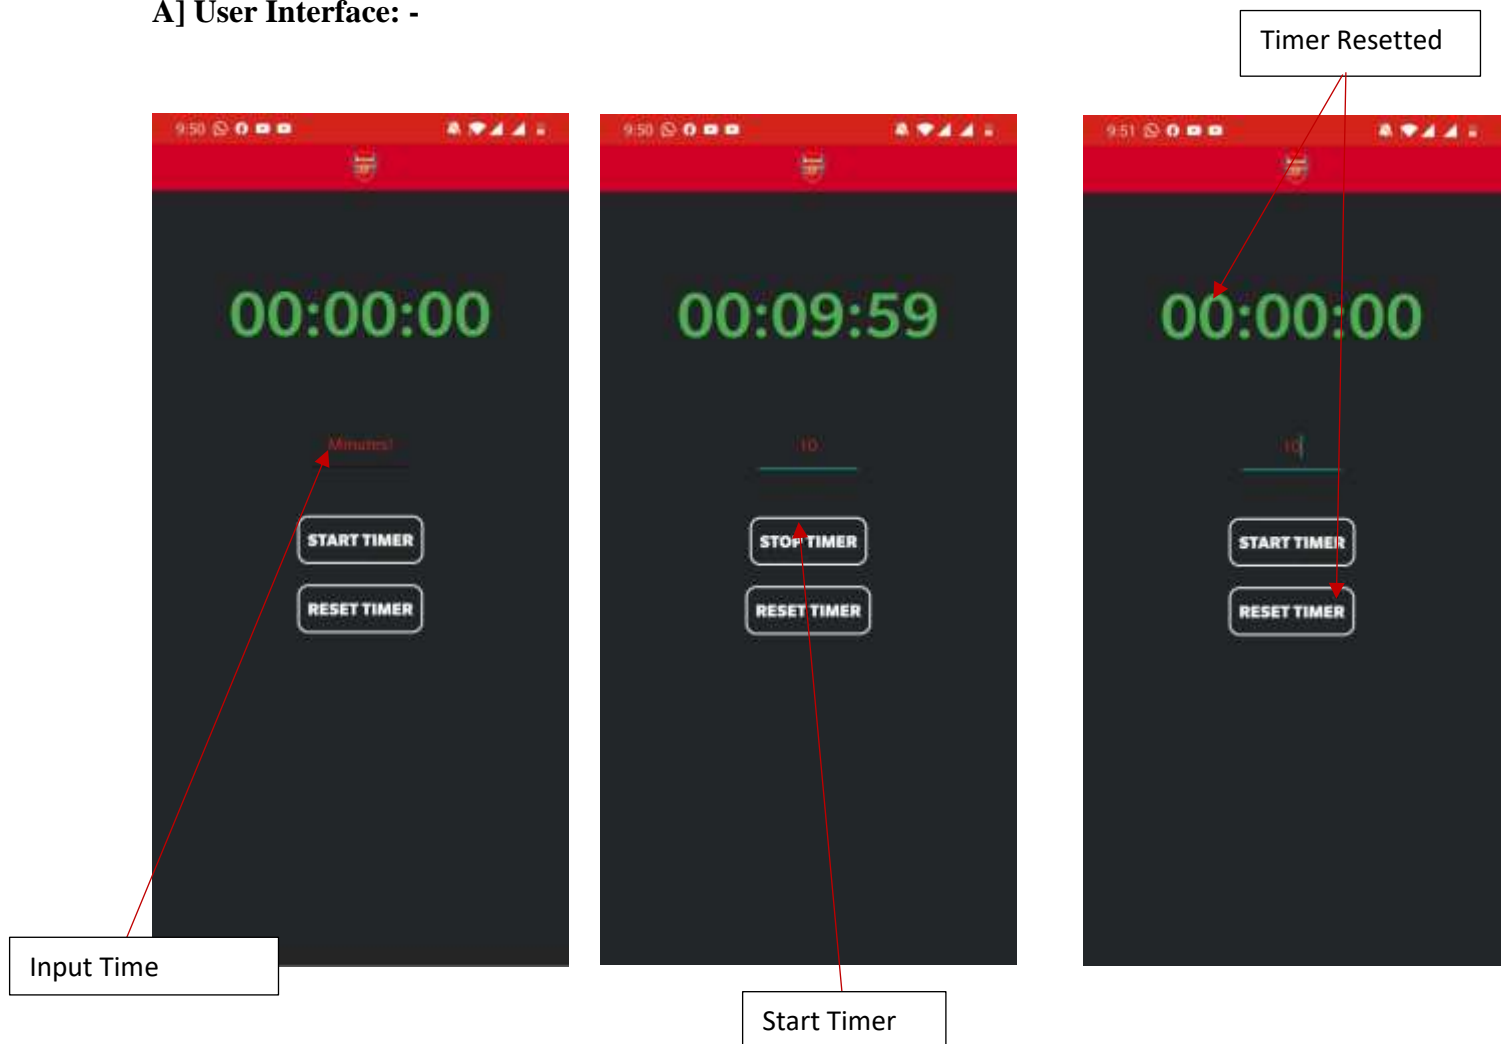 A] User Interface: -
Timer Resetted
9:50
00:00:00
Minutes!
START TIMER
RESET TIMER
Input Time
9:50
00:09:59
10
STOP TIMER
RESET TIMER
Start Timer
9:51
00:00:00
10
START TIMER
RESET TIMER